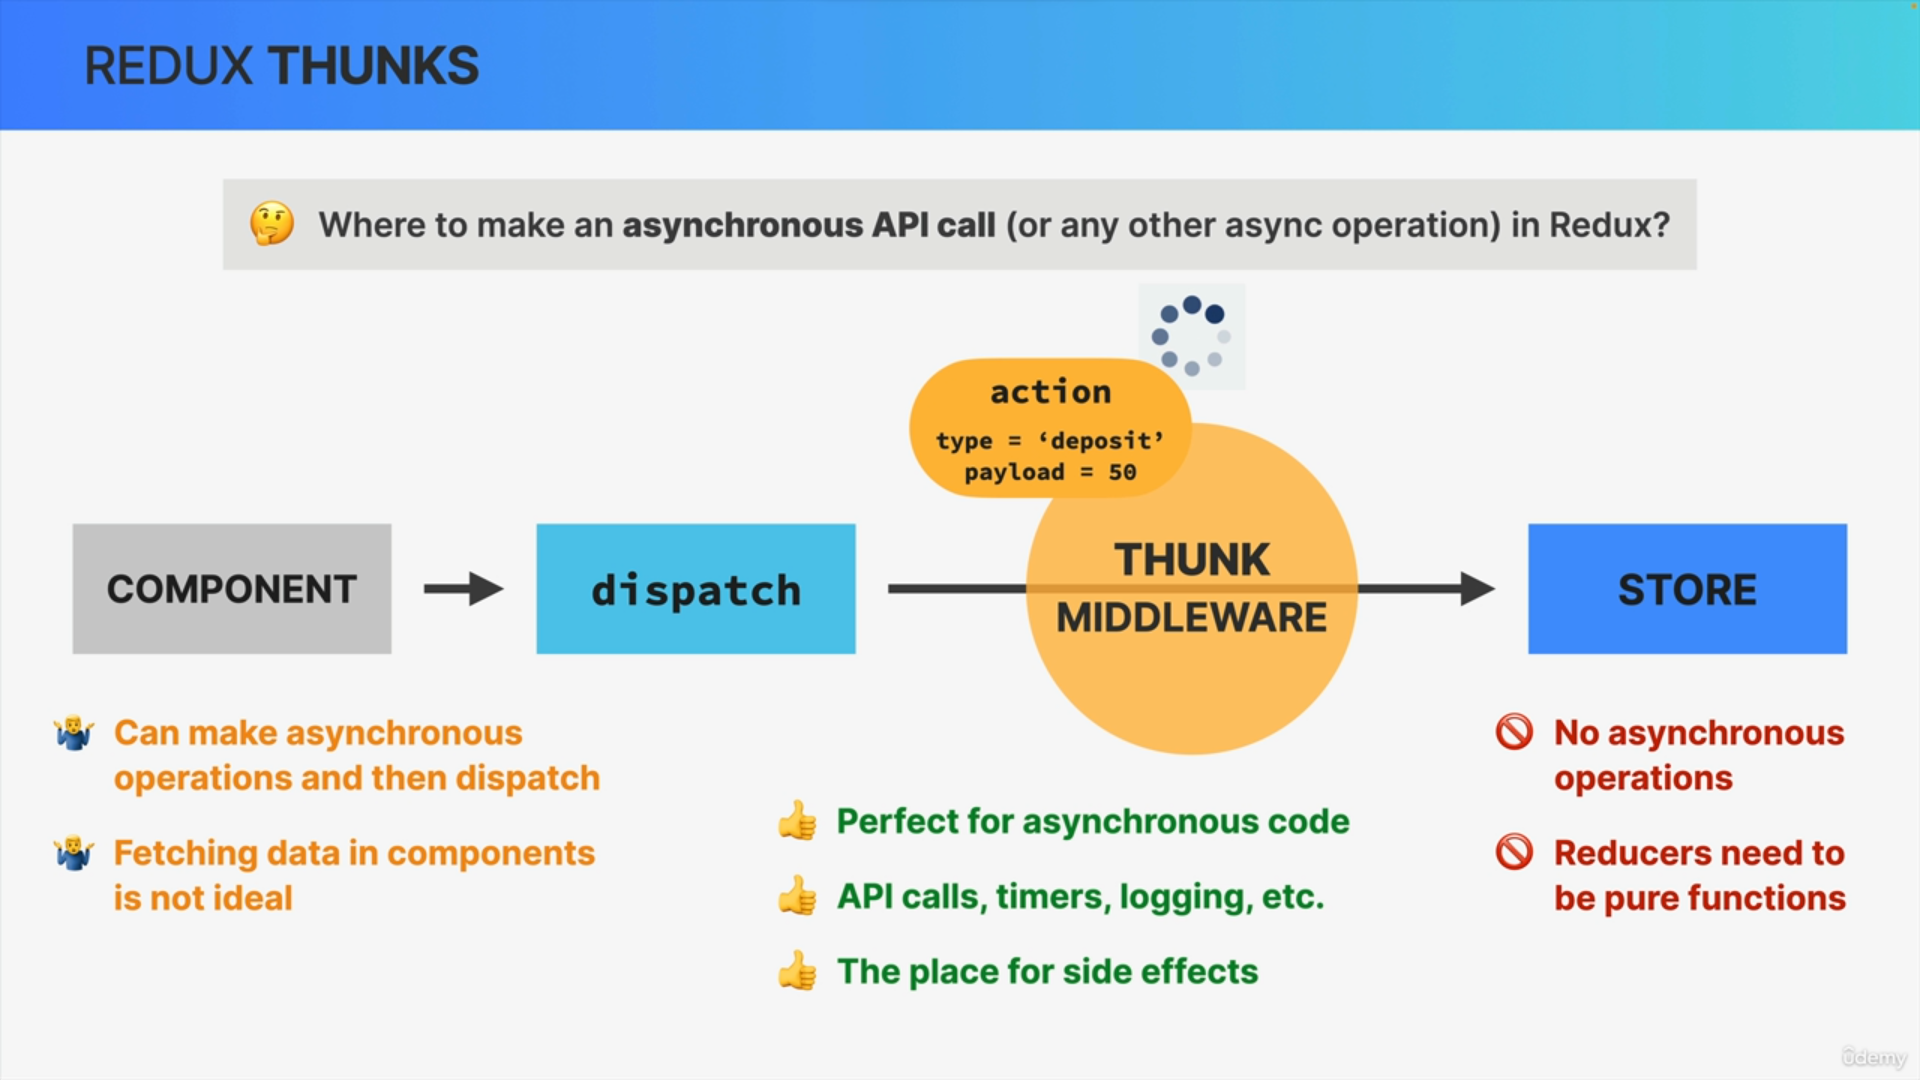 REDUX THUNKS
Where to make an asynchronous API call (or any other async operation) in Redux?
action
type = ‘deposit’
payload = 50
COMPONENT
dispatch
THUNK
MIDDLEWARE
STORE
Can make asynchronous
operations and then dispatch
Fetching data in components
is not ideal
Perfect for asynchronous code
API calls, timers, logging, etc.
The place for side effects
No asynchronous
operations
Reducers need to
be pure functions
ûdemy